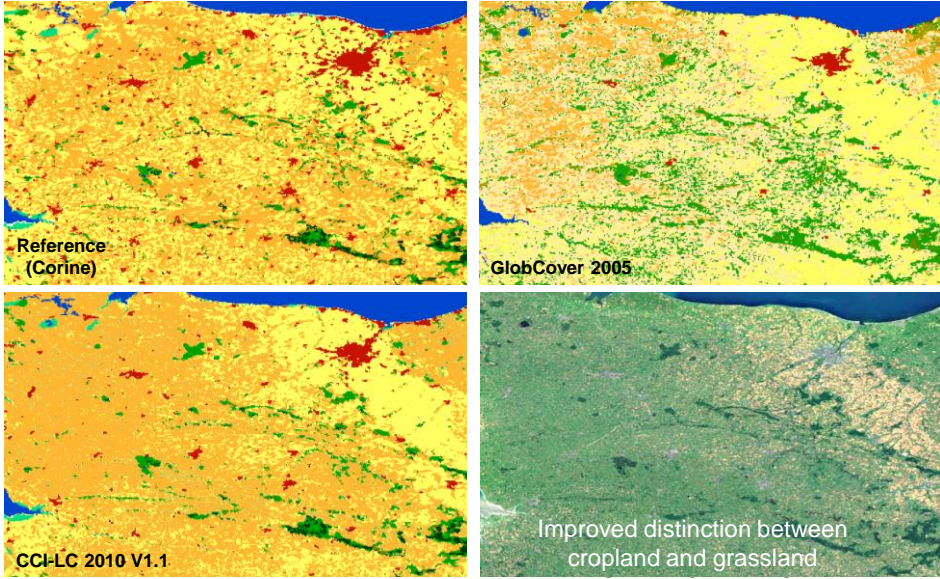 Reference
(Corine)
GlobCover 2005
CCI-LC 2010 V1.1
Improved distinction between
cropland and grassland